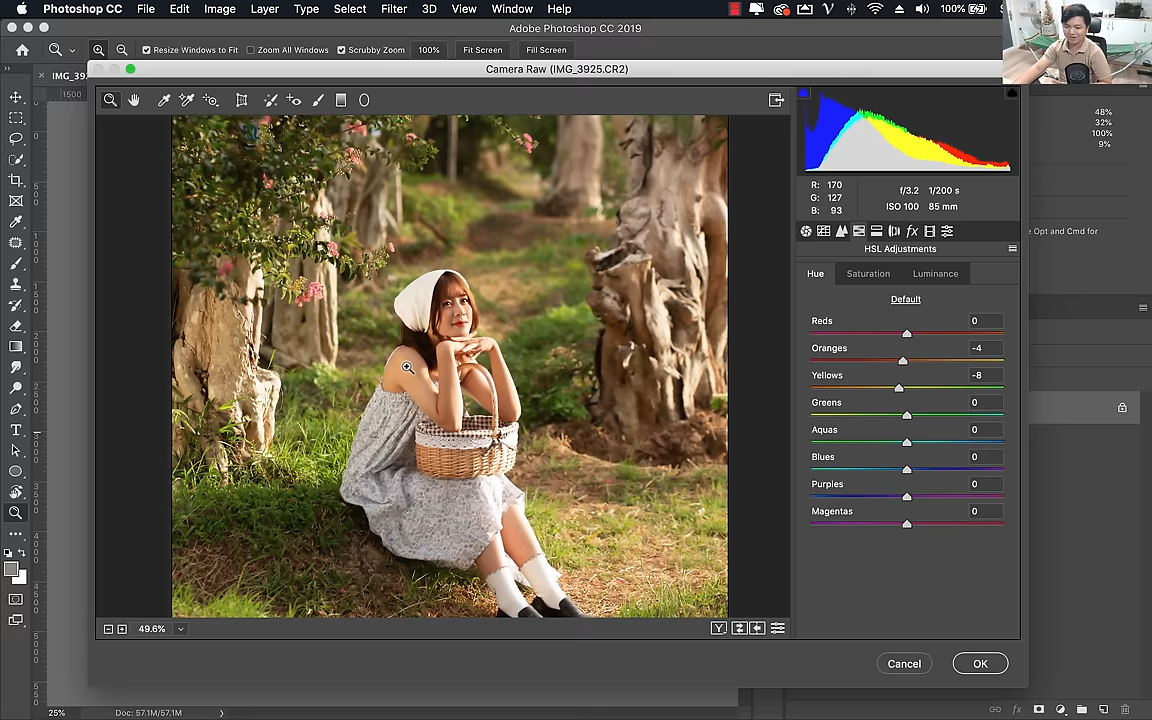 Photoshop CC File Edit Image Layer Type Select Filter 3D View Window Help 100%
Adobe Photoshop CC 2019
Resize Windows to Fit All Windows Scrubby Zoom 100% Fit Screen Fill Screen
Camera Raw (IMG_3925.CR2)
IMG_39
1500
48%
32%
100%
9%
R: 170
G: 127
B: 93
f/3.2 1/200 s
ISO 100 85 mm
e Opt and Cmd for
HSL Adjustments
Hue Saturation Luminance
Default
Reds 0
Oranges -4
Yellows -8
Greens 0
Aquas 0
Blues 0
Purples 0
Magentas 0
49.6%
Y
Cancel OK
25% Doc: 57.1M/57.1M